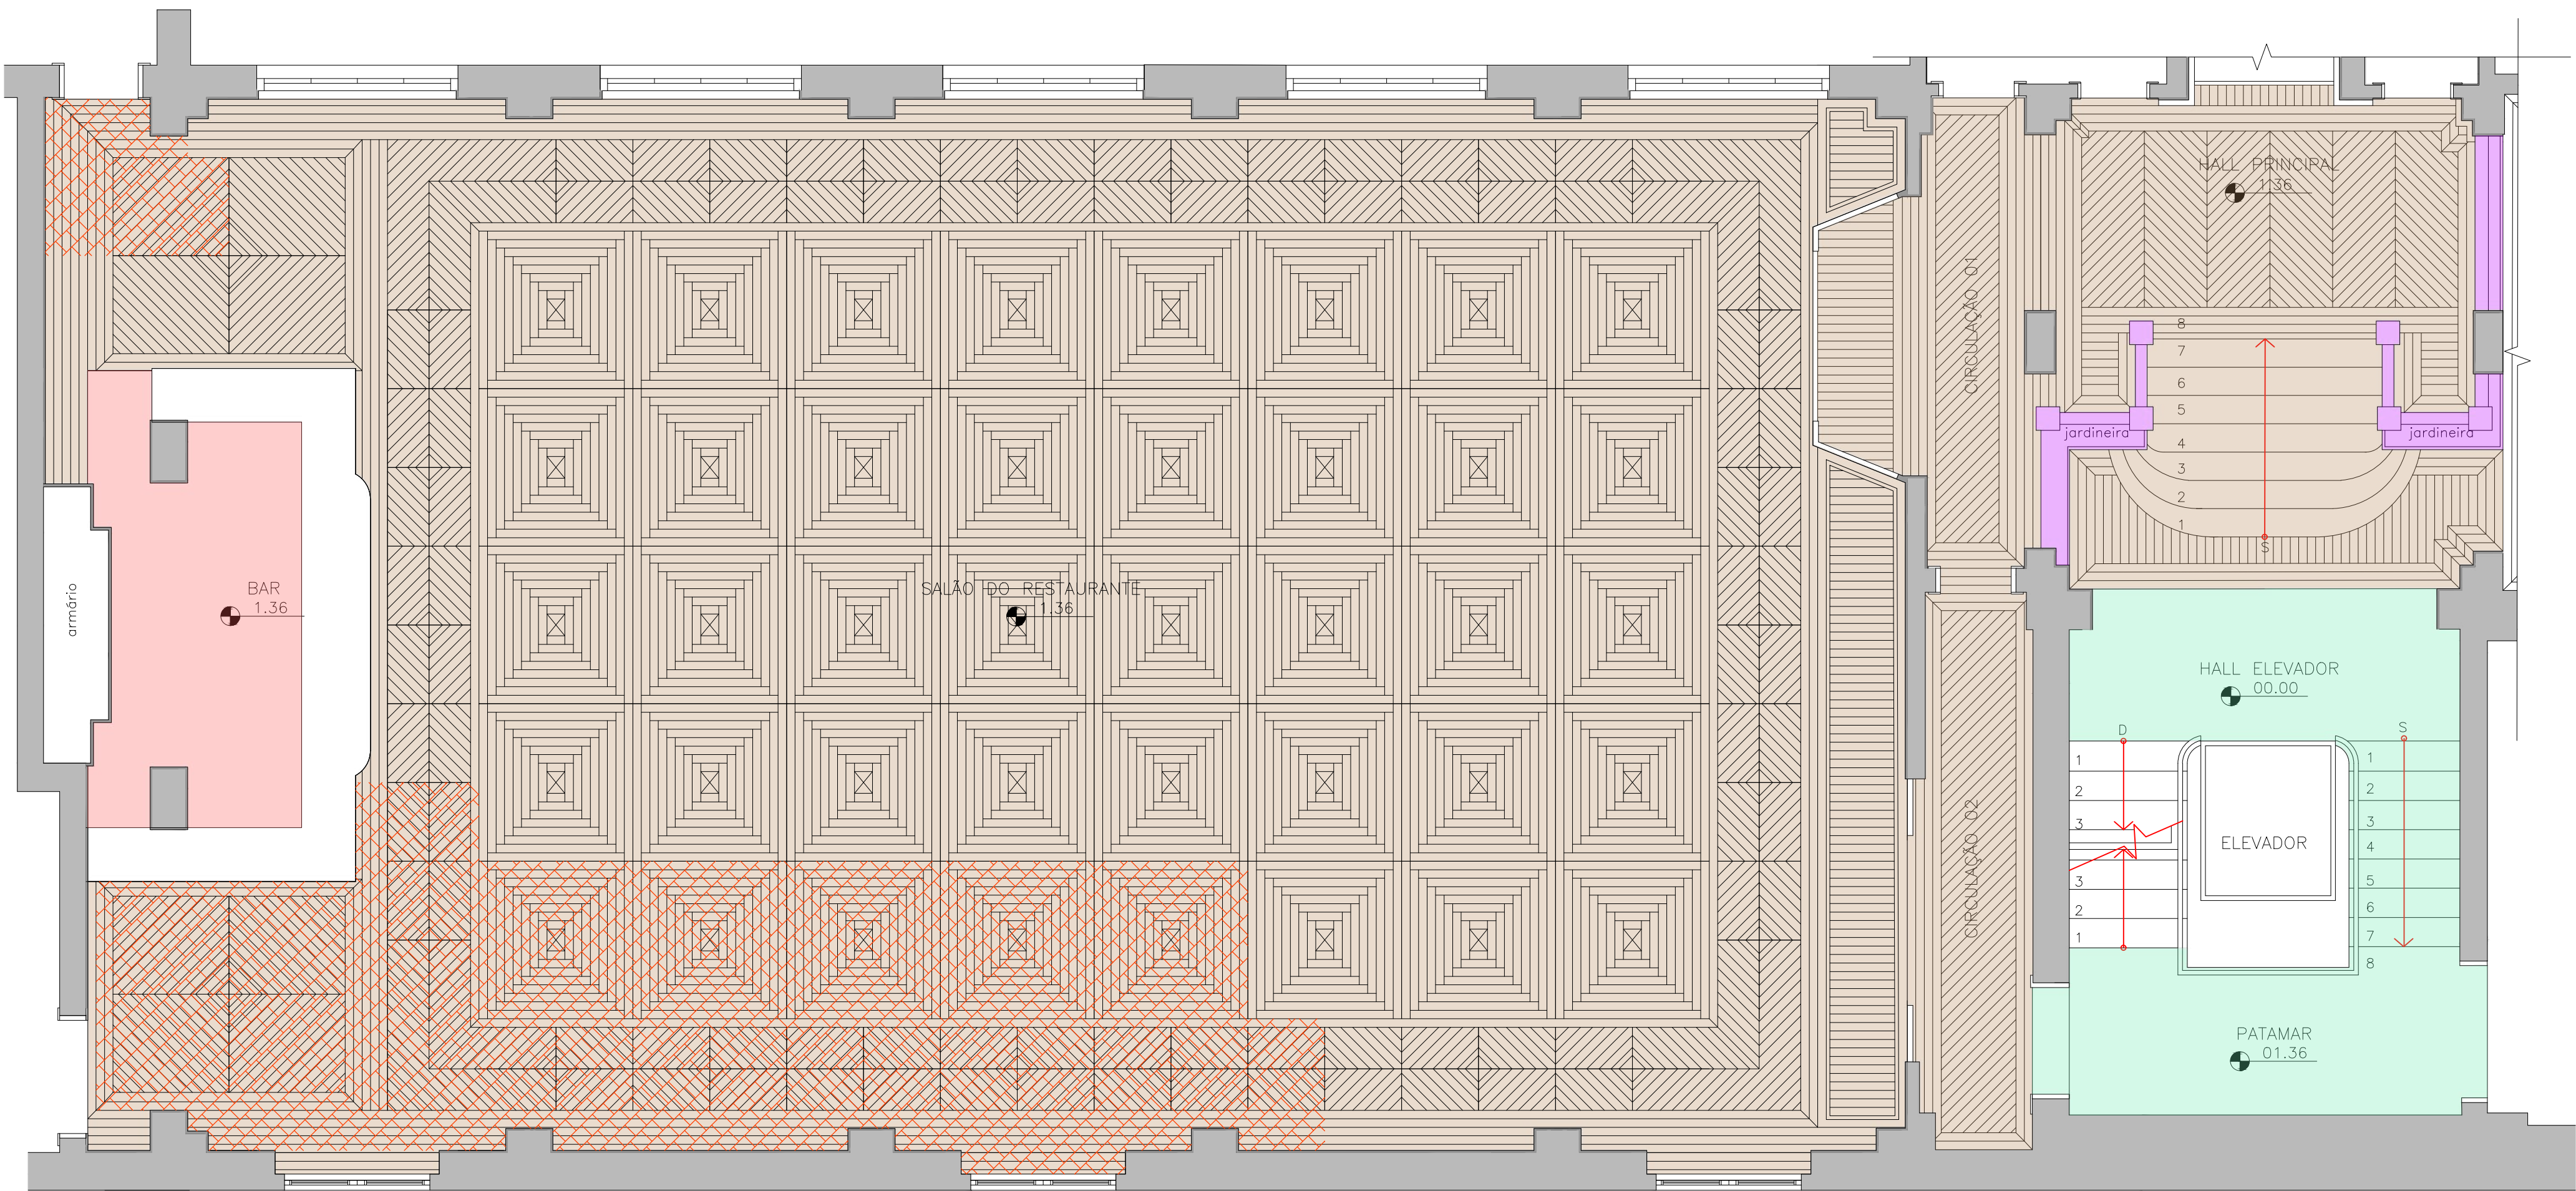 armário
BAR
1.36
SALÃO DO RESTAURANTE
1.36
CIRCULAÇÃO 01
CIRCULAÇÃO 02
HALL PRINCIPAL
1.36
8
7
6
5
4
3
2
1
S
jardineira
jardineira
HALL ELEVADOR
00.00
D
1
2
3
3
2
1
ELEVADOR
S
1
2
3
4
5
6
7
8
PATAMAR
01.36